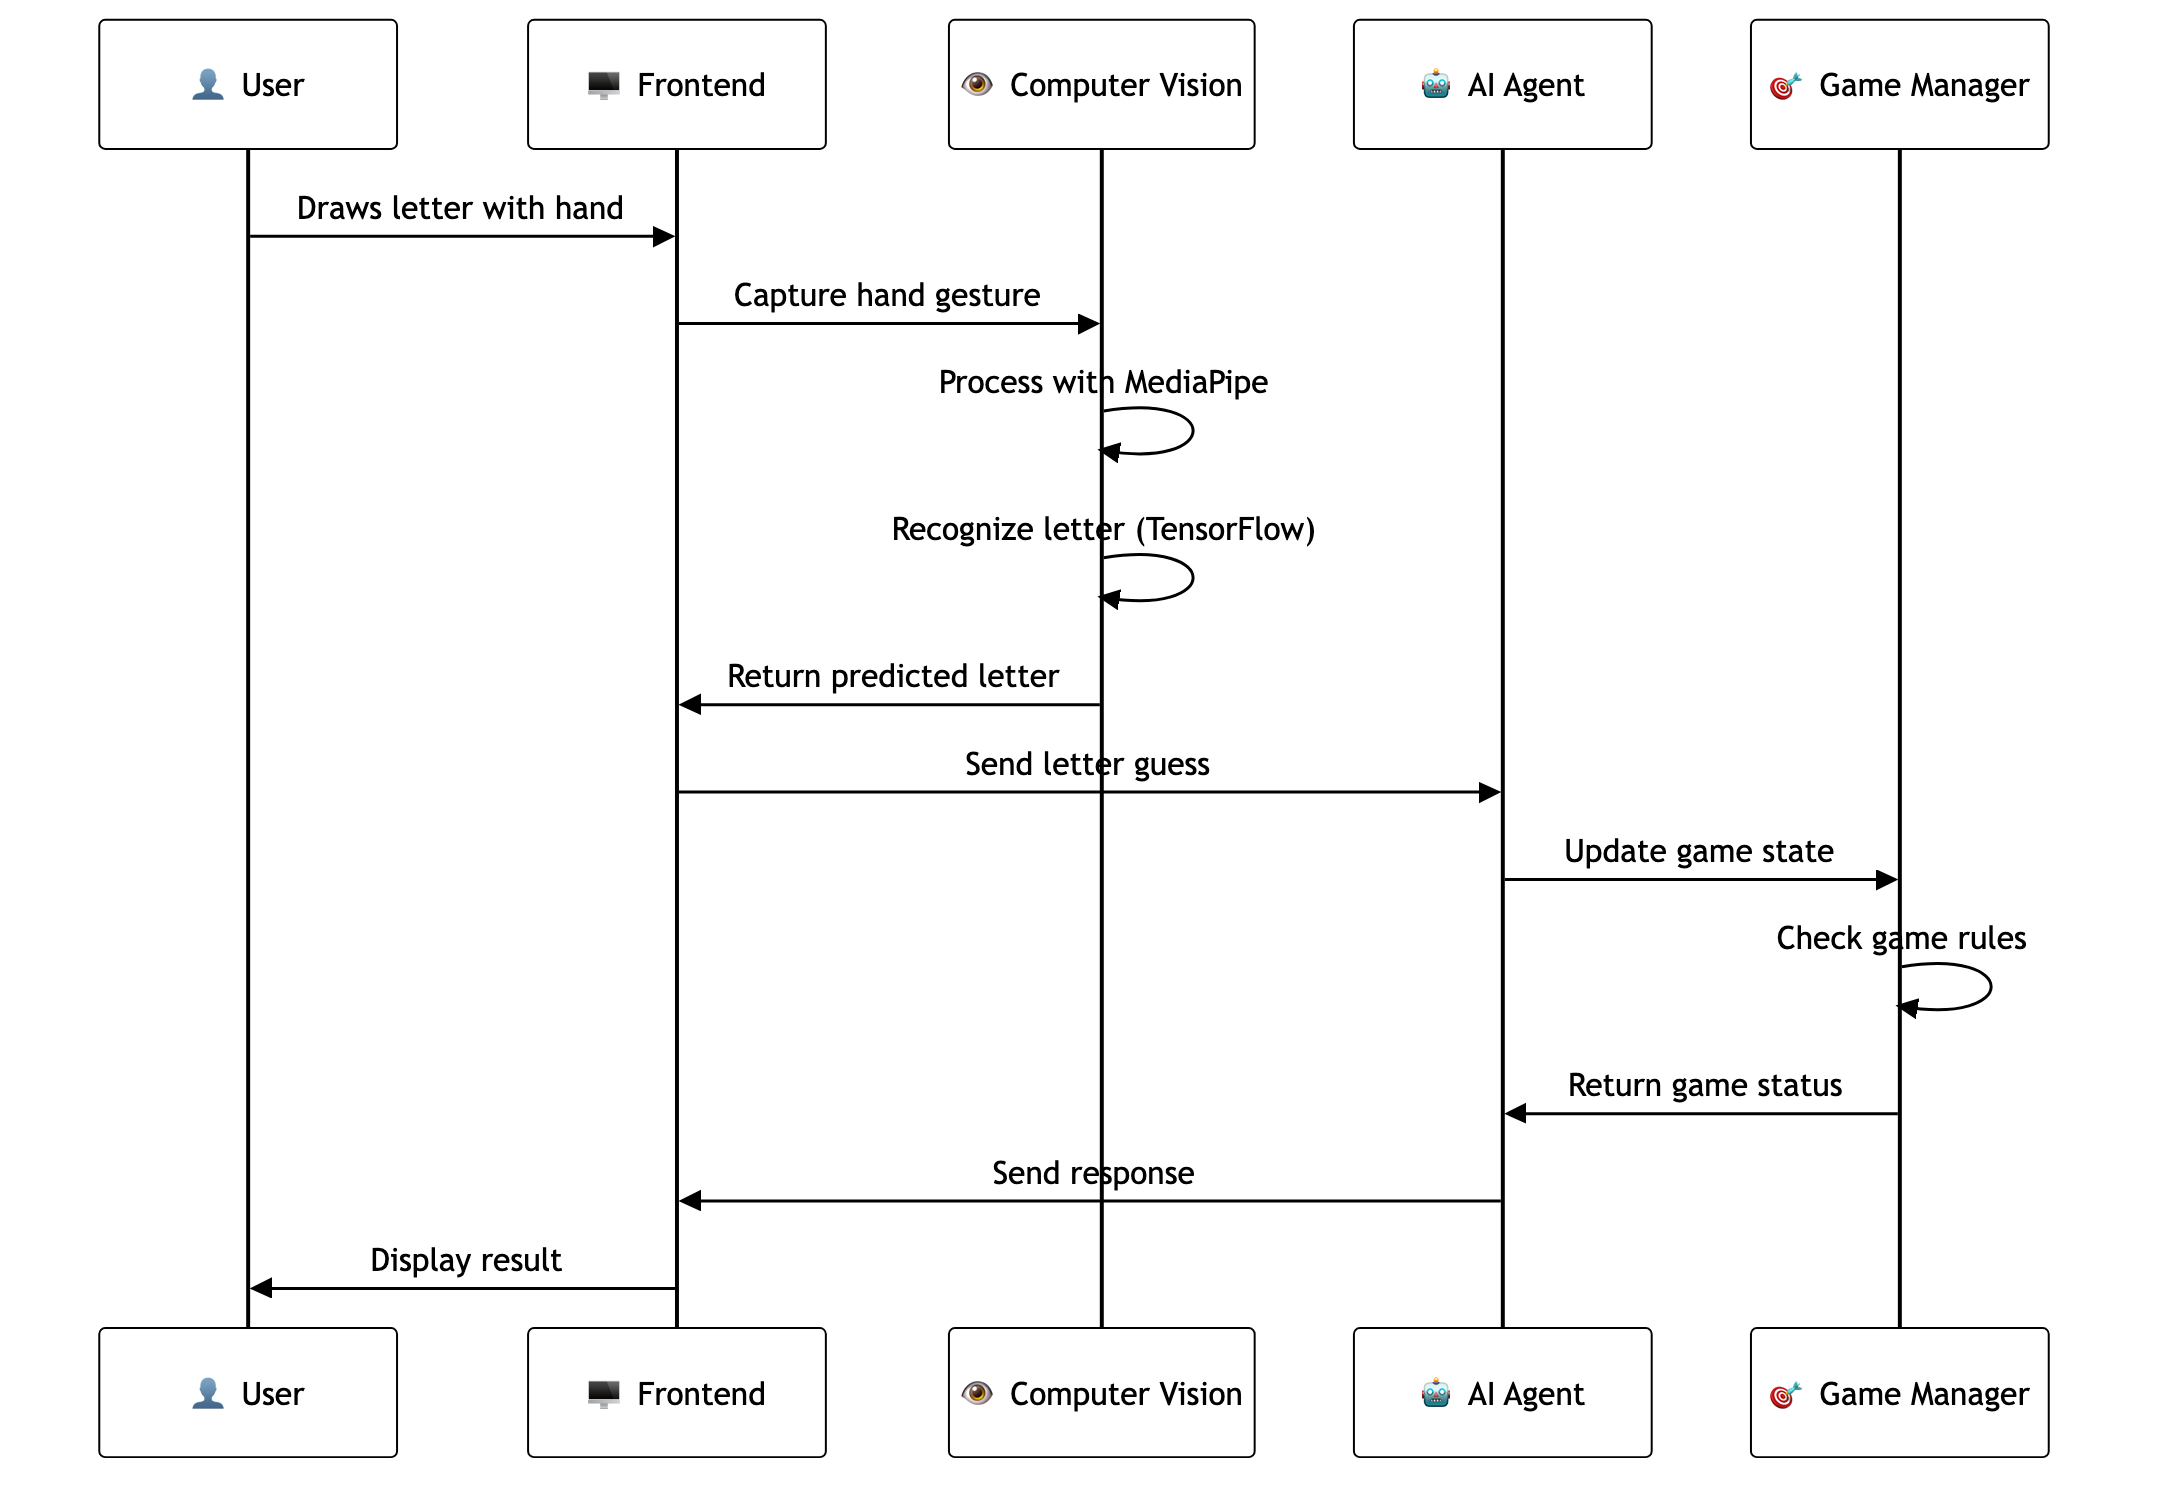 User
Frontend
Computer Vision
AI Agent
Game Manager
Draws letter with hand
Capture hand gesture
Process with MediaPipe
Recognize letter (TensorFlow)
Return predicted letter
Send letter guess
Update game state
Check game rules
Return game status
Send response
Display result
User
Frontend
Computer Vision
AI Agent
Game Manager